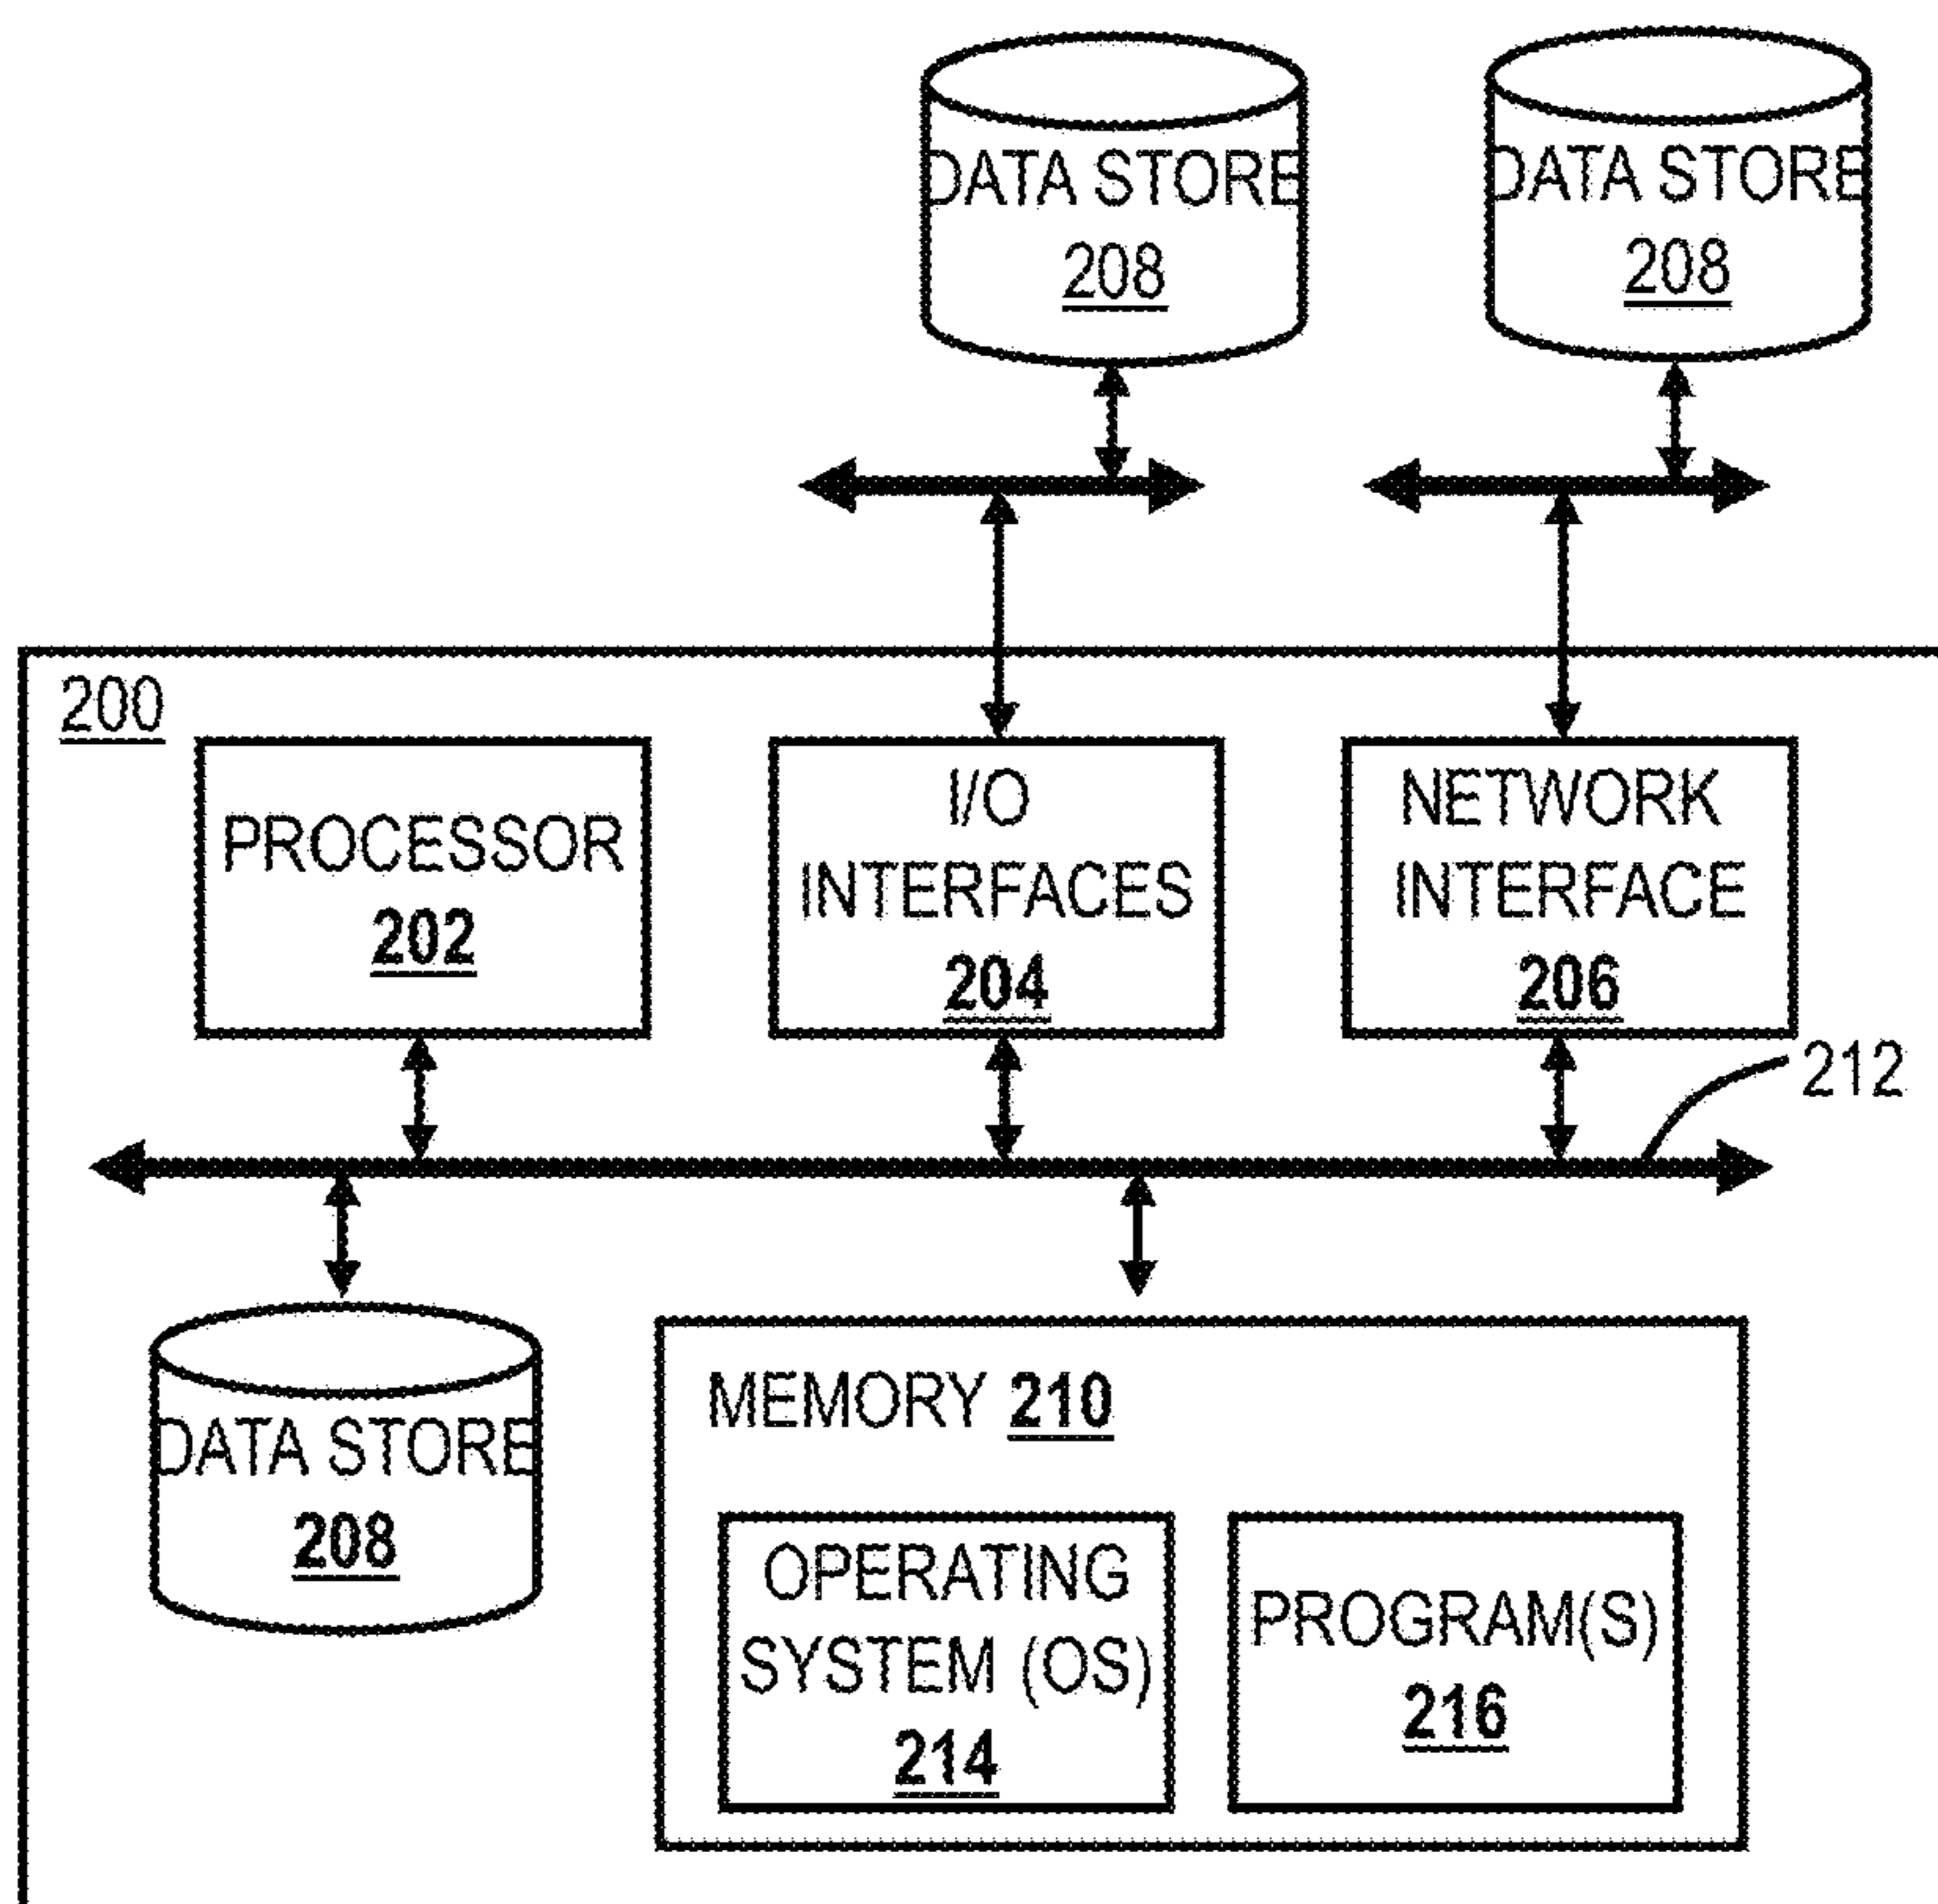 DATA STORE
208
DATA STORE
208
200
PROCESSOR
202
I/O
INTERFACES
204
NETWORK
INTERFACE
206
212
DATA STORE
208
MEMORY 210
OPERATING
SYSTEM (OS)
214
PROGRAM(S)
216